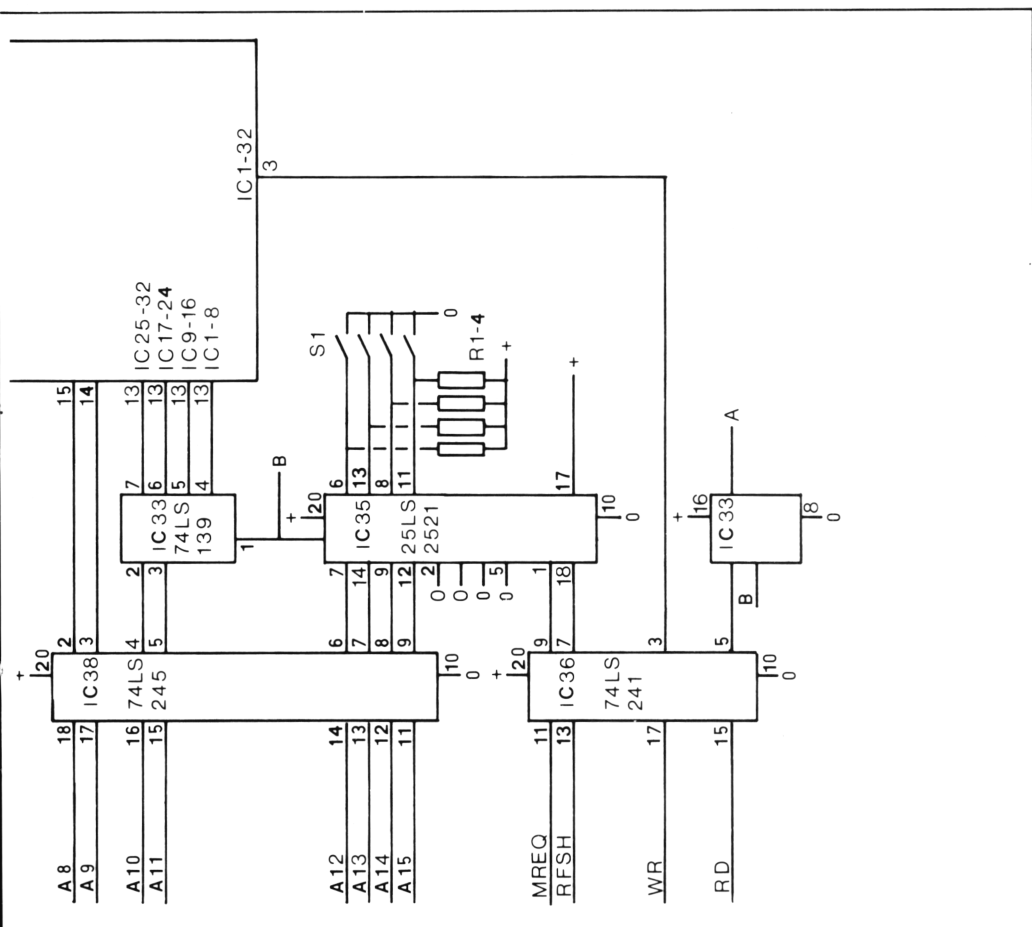 IC1-32
3
IC25-32
IC17-24
IC9-16
IC1-8
15
14
13
13
13
13
S1
0
R1-4
+
+
A
7
6
5
4
B
6
13
8
11
17
IC33
74LS
139
1
+
20
IC35
25LS
2521
10
0
+
16
IC33
8
0
2
3
7
14
9
12
2
0
0
0
5
0
1
18
B
2
3
4
5
6
7
8
9
9
7
3
5
+
20
IC38
74LS
245
10
0
+
20
IC36
74LS
241
10
0
18
17
16
15
14
13
12
11
11
13
17
15
A8
A9
A10
A11
A12
A13
A14
A15
MREQ
RFSH
WR
RD